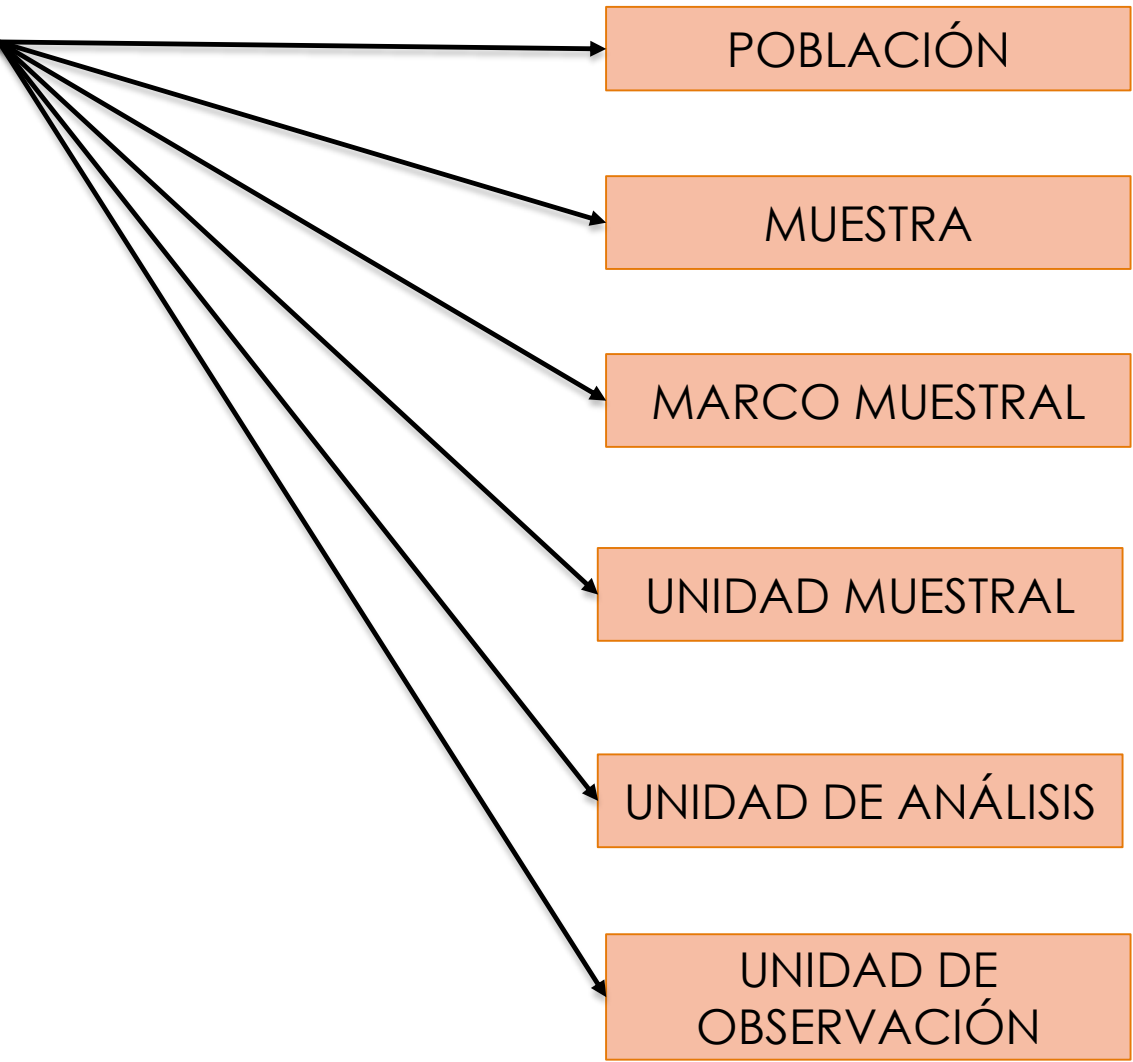 POBLACIÓN
MUESTRA
MARCO MUESTRAL
UNIDAD MUESTRAL
UNIDAD DE ANÁLISIS
UNIDAD DE
OBSERVACIÓN